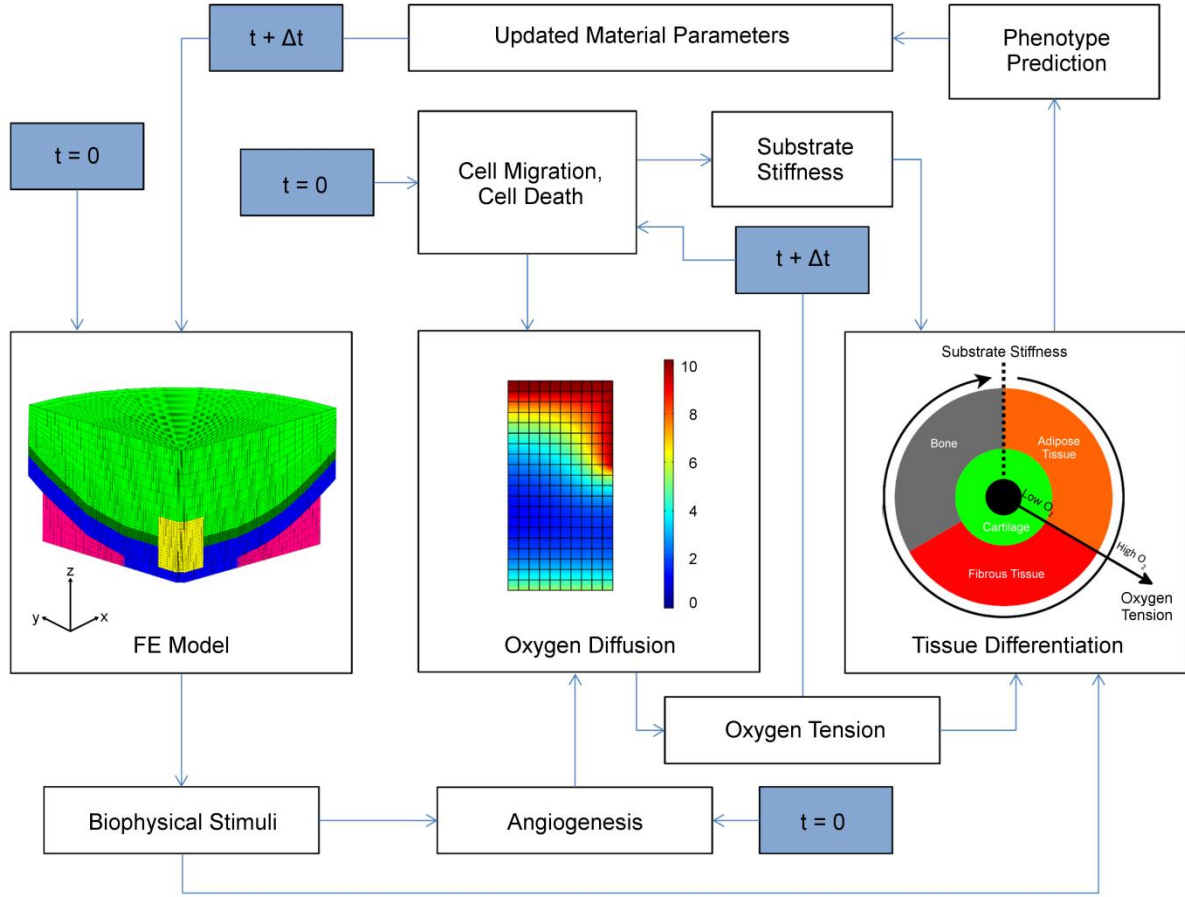 t + Δt
Updated Material Parameters
Phenotype
Prediction
t = 0
t = 0
Cell Migration,
Cell Death
Substrate
Stiffness
t + Δt
z
y
x
FE Model
10
8
6
4
2
0
Oxygen Diffusion
Substrate Stiffness
Bone
Adipose
Tissue
Low O₂
Cartilage
High O₂
Fibrous Tissue
Oxygen
Tension
Tissue Differentiation
Oxygen Tension
Biophysical Stimuli
Angiogenesis
t = 0